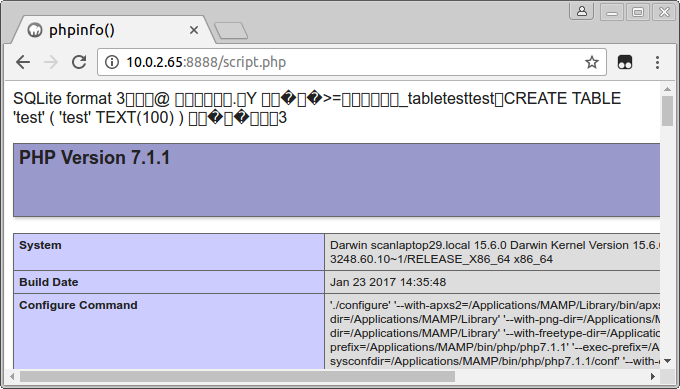 phpinfo()
10.0.2.65:8888/script.php
SQLite format 3▯▯▯@ ▯▯▯▯▯▯.▯Y ▯▯�▯�>=▯▯▯▯▯▯_tabletesttest▯CREATE TABLE
'test' ( 'test' TEXT(100) ) ▯▯�▯�▯▯▯3
PHP Version 7.1.1
System Darwin scanlaptop29.local 15.6.0 Darwin Kernel Version 15.6.
3248.60.10~1/RELEASE_X86_64 x86_64
Build Date Jan 23 2017 14:35:48
Configure Command './configure' '--with-apxs2=/Applications/MAMP/Library/bin/apxs
dir=/Applications/MAMP/Library' '--with-png-dir=/Applications/M
dir=/Applications/MAMP/Library' '--with-freetype-dir=/Application
prefix=/Applications/MAMP/bin/php/php7.1.1' '--exec-prefix=/A
sysconfdir=/Applications/MAMP/bin/php/php7.1.1/conf' '--with-